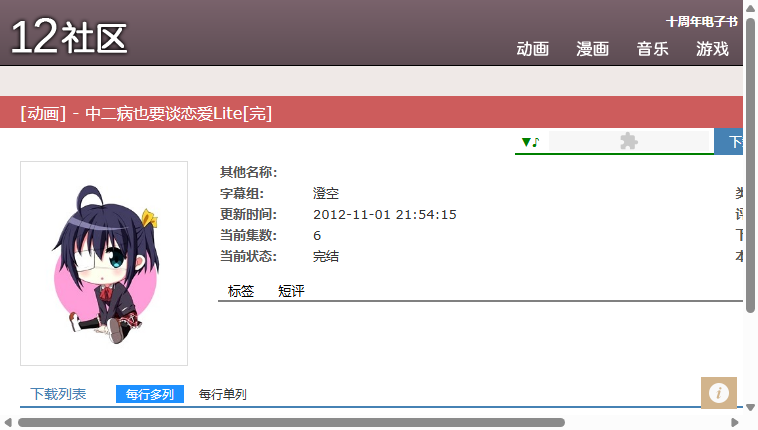 12社区
十周年电子书
动画 漫画 音乐 游戏
[动画] - 中二病也要谈恋爱Lite[完]
▼♪
其他名称:
字幕组: 澄空
更新时间: 2012-11-01 21:54:15
当前集数: 6
当前状态: 完结
标签 短评
下载列表 每行多列 每行单列